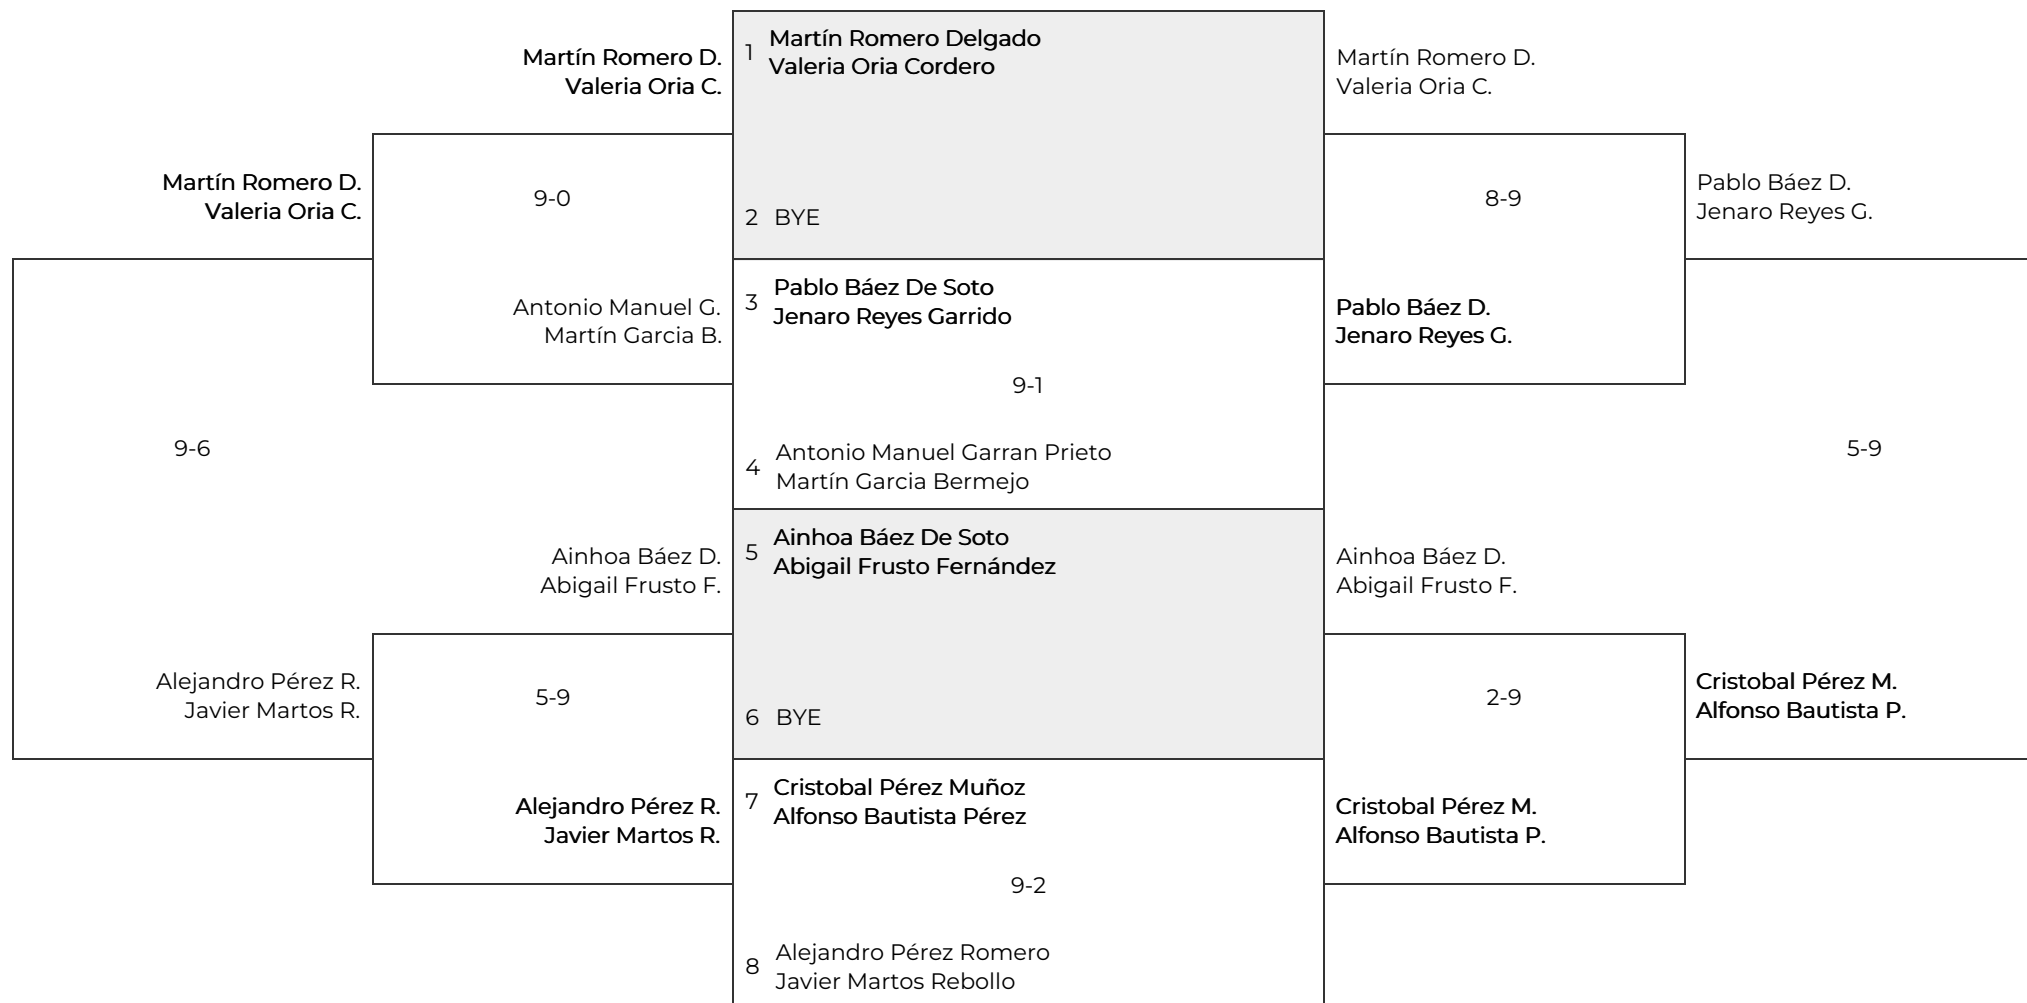 Martín Romero D.
Valeria Oria C.
Martín Romero D.
Valeria Oria C.
9-0
Antonio Manuel G.
Martín Garcia B.
9-6
Ainhoa Báez D.
Abigail Frusto F.
Alejandro Pérez R.
Javier Martos R.
5-9
Alejandro Pérez R.
Javier Martos R.
1 Martín Romero Delgado
Valeria Oria Cordero
2 BYE
3 Pablo Báez De Soto
Jenaro Reyes Garrido
9-1
4 Antonio Manuel Garran Prieto
Martín Garcia Bermejo
5 Ainhoa Báez De Soto
Abigail Frusto Fernández
6 BYE
7 Cristobal Pérez Muñoz
Alfonso Bautista Pérez
9-2
8 Alejandro Pérez Romero
Javier Martos Rebollo
Martín Romero D.
Valeria Oria C.
8-9
Pablo Báez D.
Jenaro Reyes G.
Pablo Báez D.
Jenaro Reyes G.
5-9
Ainhoa Báez D.
Abigail Frusto F.
2-9
Cristobal Pérez M.
Alfonso Bautista P.
Cristobal Pérez M.
Alfonso Bautista P.